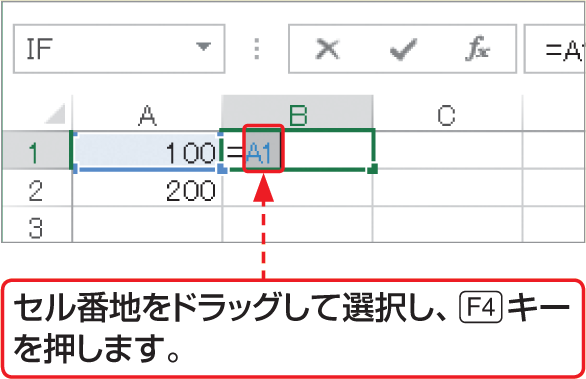 IF fx =A1
A B C
1 100 =A1
2 200
3
セル番地をドラッグして選択し、F4キー
を押します。